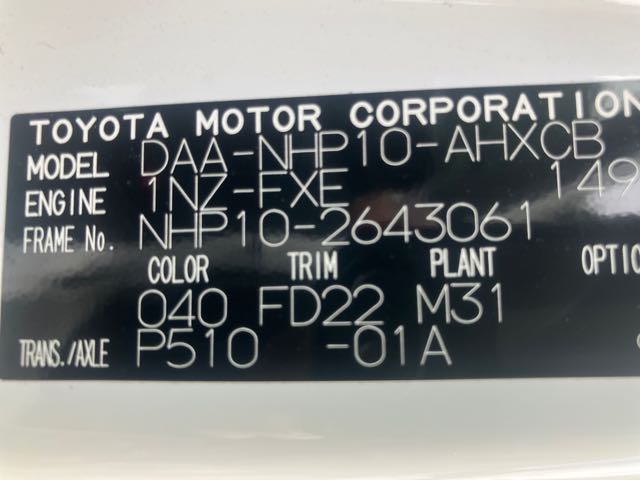 TOYOTA MOTOR CORPORATION
MODEL DAA-NHP10-AHXCB
ENGINE 1NZ-FXE 149
FRAME No. NHP10-2643061
COLOR TRIM PLANT OPTIO
040 FD22 M31
TRANS./AXLE P510 -01A